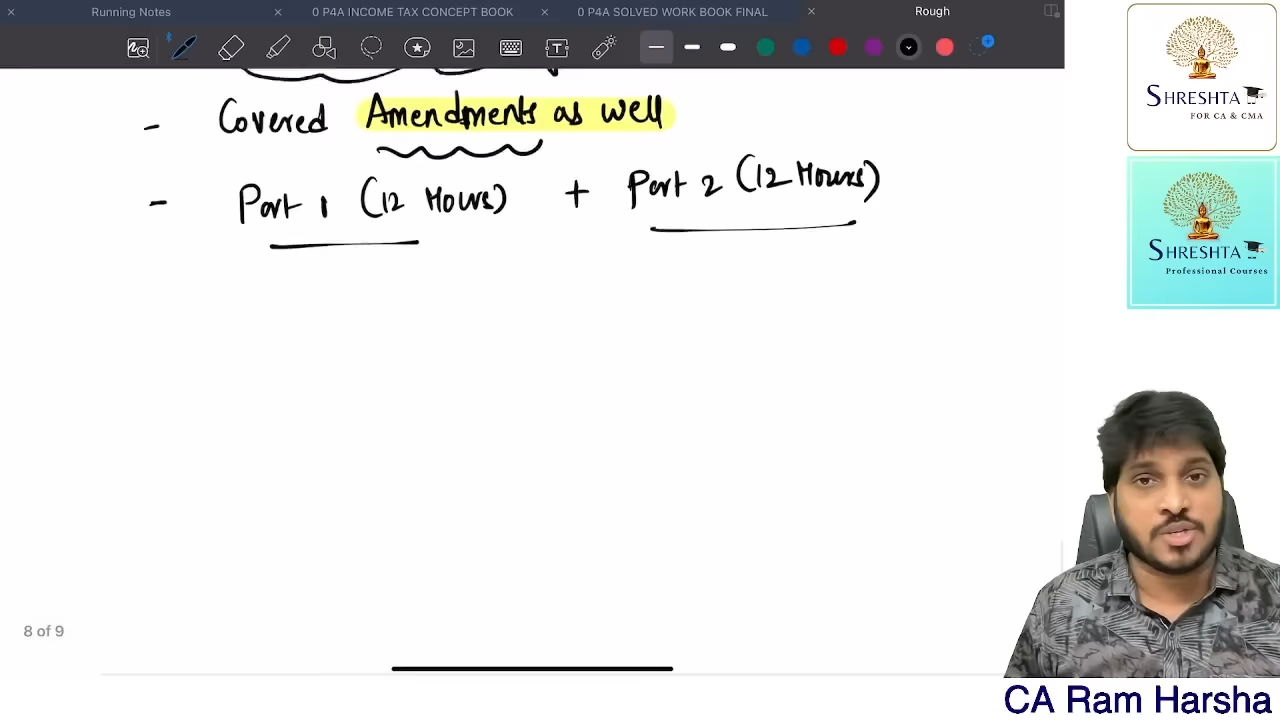 Running Notes
0 P4A INCOME TAX CONCEPT BOOK
0 P4A SOLVED WORK BOOK FINAL
Rough
- Covered Amendments as well
- Part 1 (12 Hours) + Part 2 (12 Hours)
8 of 9
SHRESHTA
FOR CA & CMA
SHRESHTA
Professional Courses
CA Ram Harsha